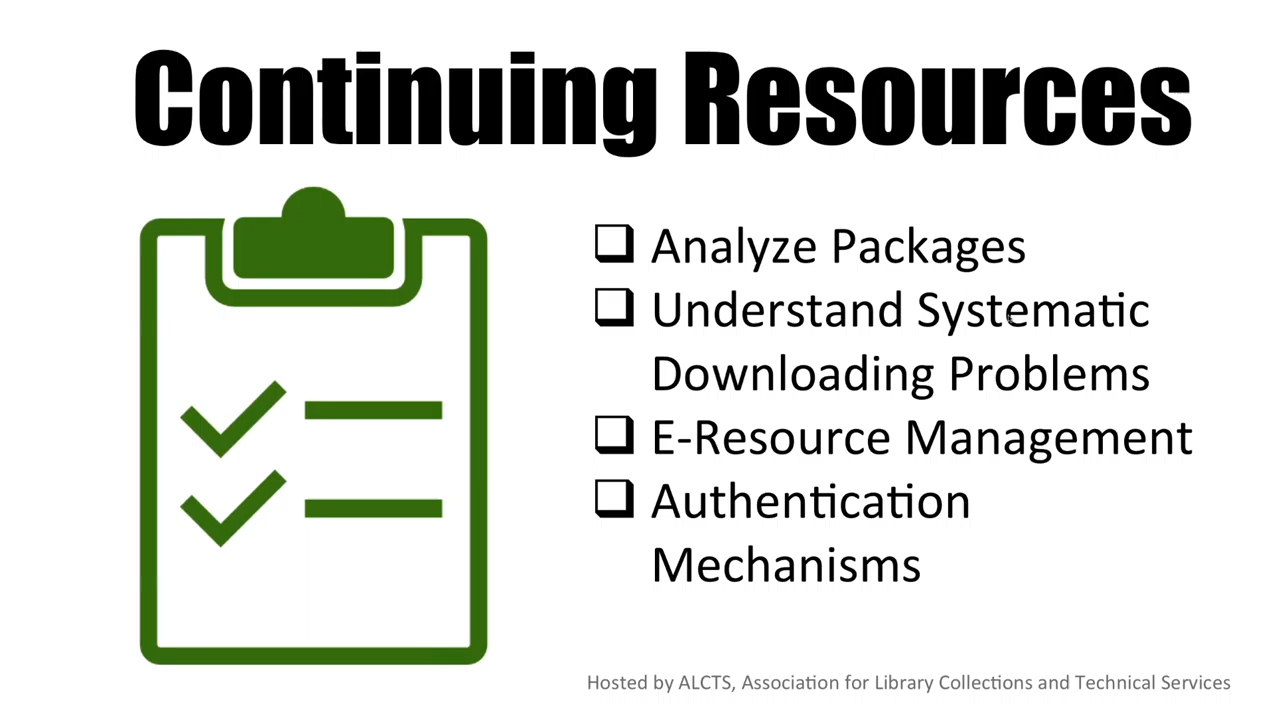 Continuing Resources
❑ Analyze Packages
❑ Understand Systematic
Downloading Problems
❑ E-Resource Management
❑ Authentication
Mechanisms
Hosted by ALCTS, Association for Library Collections and Technical Services